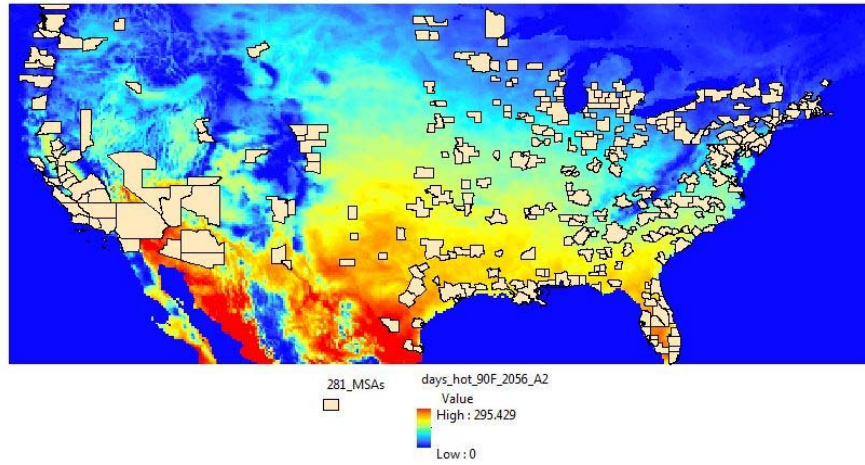 281_MSAs
days_hot_90F_2056_A2
Value
High : 295.429
Low : 0